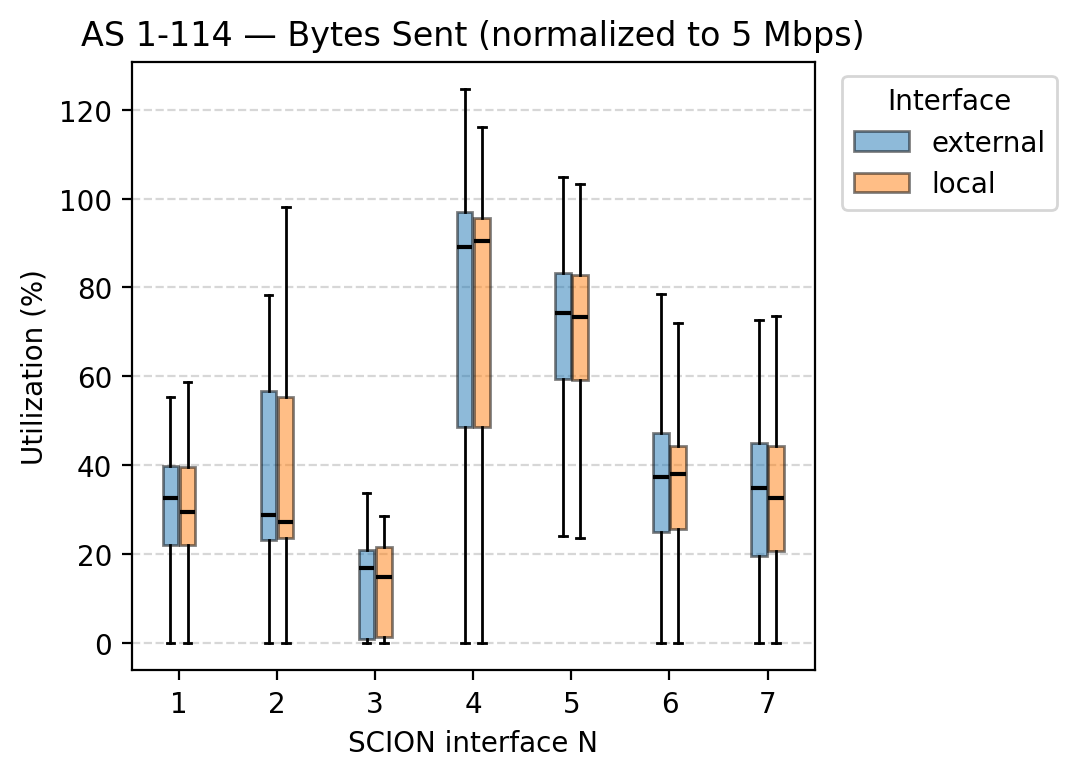 AS 1-114 — Bytes Sent (normalized to 5 Mbps)
Interface
external
local
Utilization (%)
120
100
80
60
40
20
0
1 2 3 4 5 6 7
SCION interface N